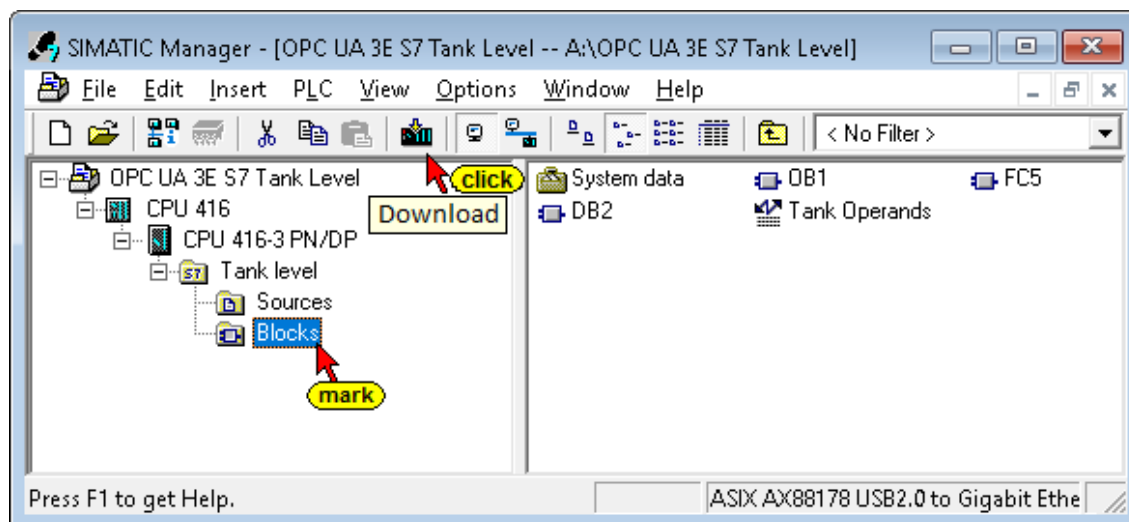 SIMATIC Manager - [OPC UA 3E S7 Tank Level -- A:\OPC UA 3E S7 Tank Level]
File Edit Insert PLC View Options Window Help
< No Filter >
OPC UA 3E S7 Tank Level
click
System data
OB1
FC5
CPU 416
Download
DB2
Tank Operands
CPU 416-3 PN/DP
S7
Tank level
Sources
Blocks
mark
Press F1 to get Help.
ASIX AX88178 USB2.0 to Gigabit Ethe